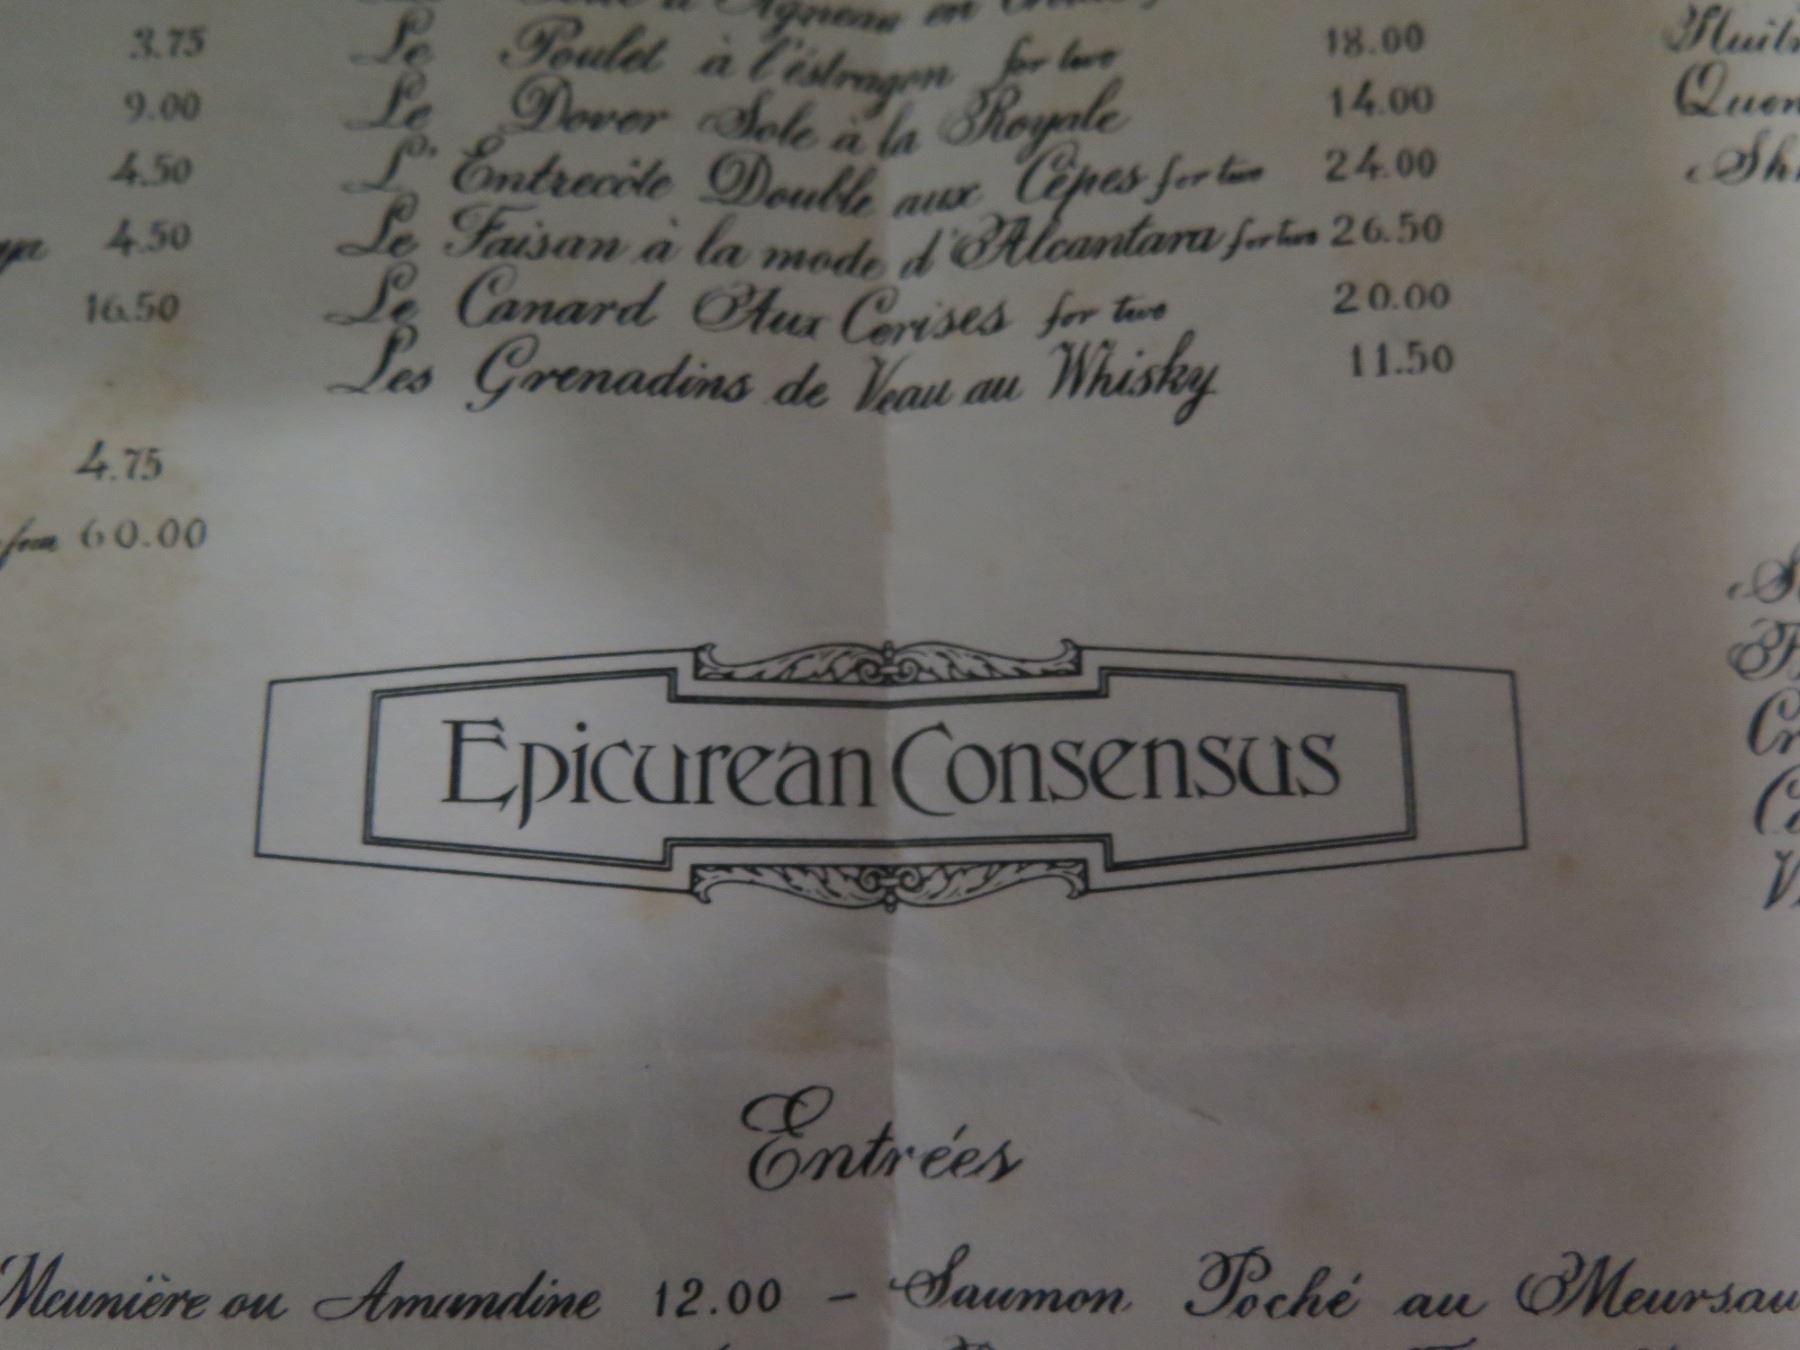 3.75 Le Poulet à l'éstragon for two 18.00
9.00 Le Dover Sole à la Royale 14.00
4.50 L'Entrecôte Double aux Cêpes for two 24.00
4.50 Le Faisan à la mode d'Alcantara for two 26.50
16.50 Le Canard Aux Cerises for two 20.00
Les Grenadins de Veau au Whisky 11.50
4.75
60.00
Epicurean Consensus
Entrées
Meunière ou Amandine 12.00 - Saumon Poché au